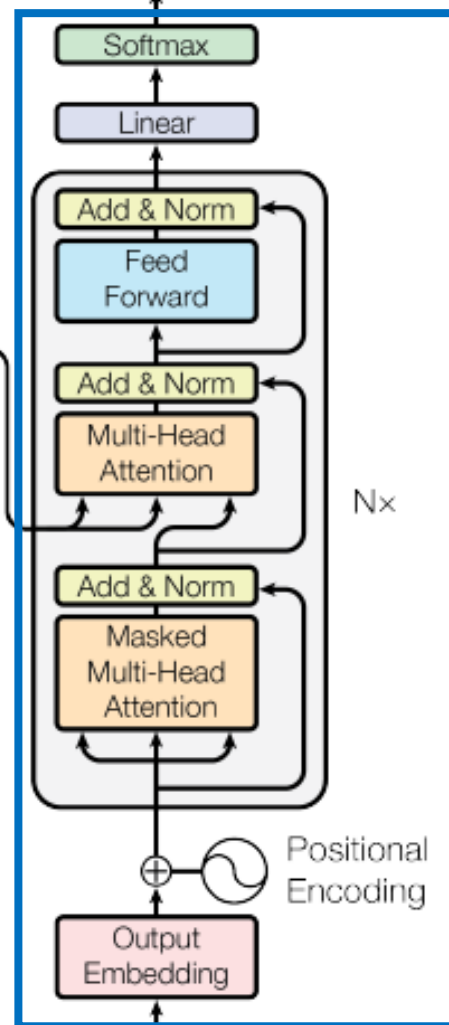 Softmax
Linear
Add & Norm
Feed
Forward
Add & Norm
Multi-Head
Attention
N×
Add & Norm
Masked
Multi-Head
Attention
Positional
Encoding
Output
Embedding